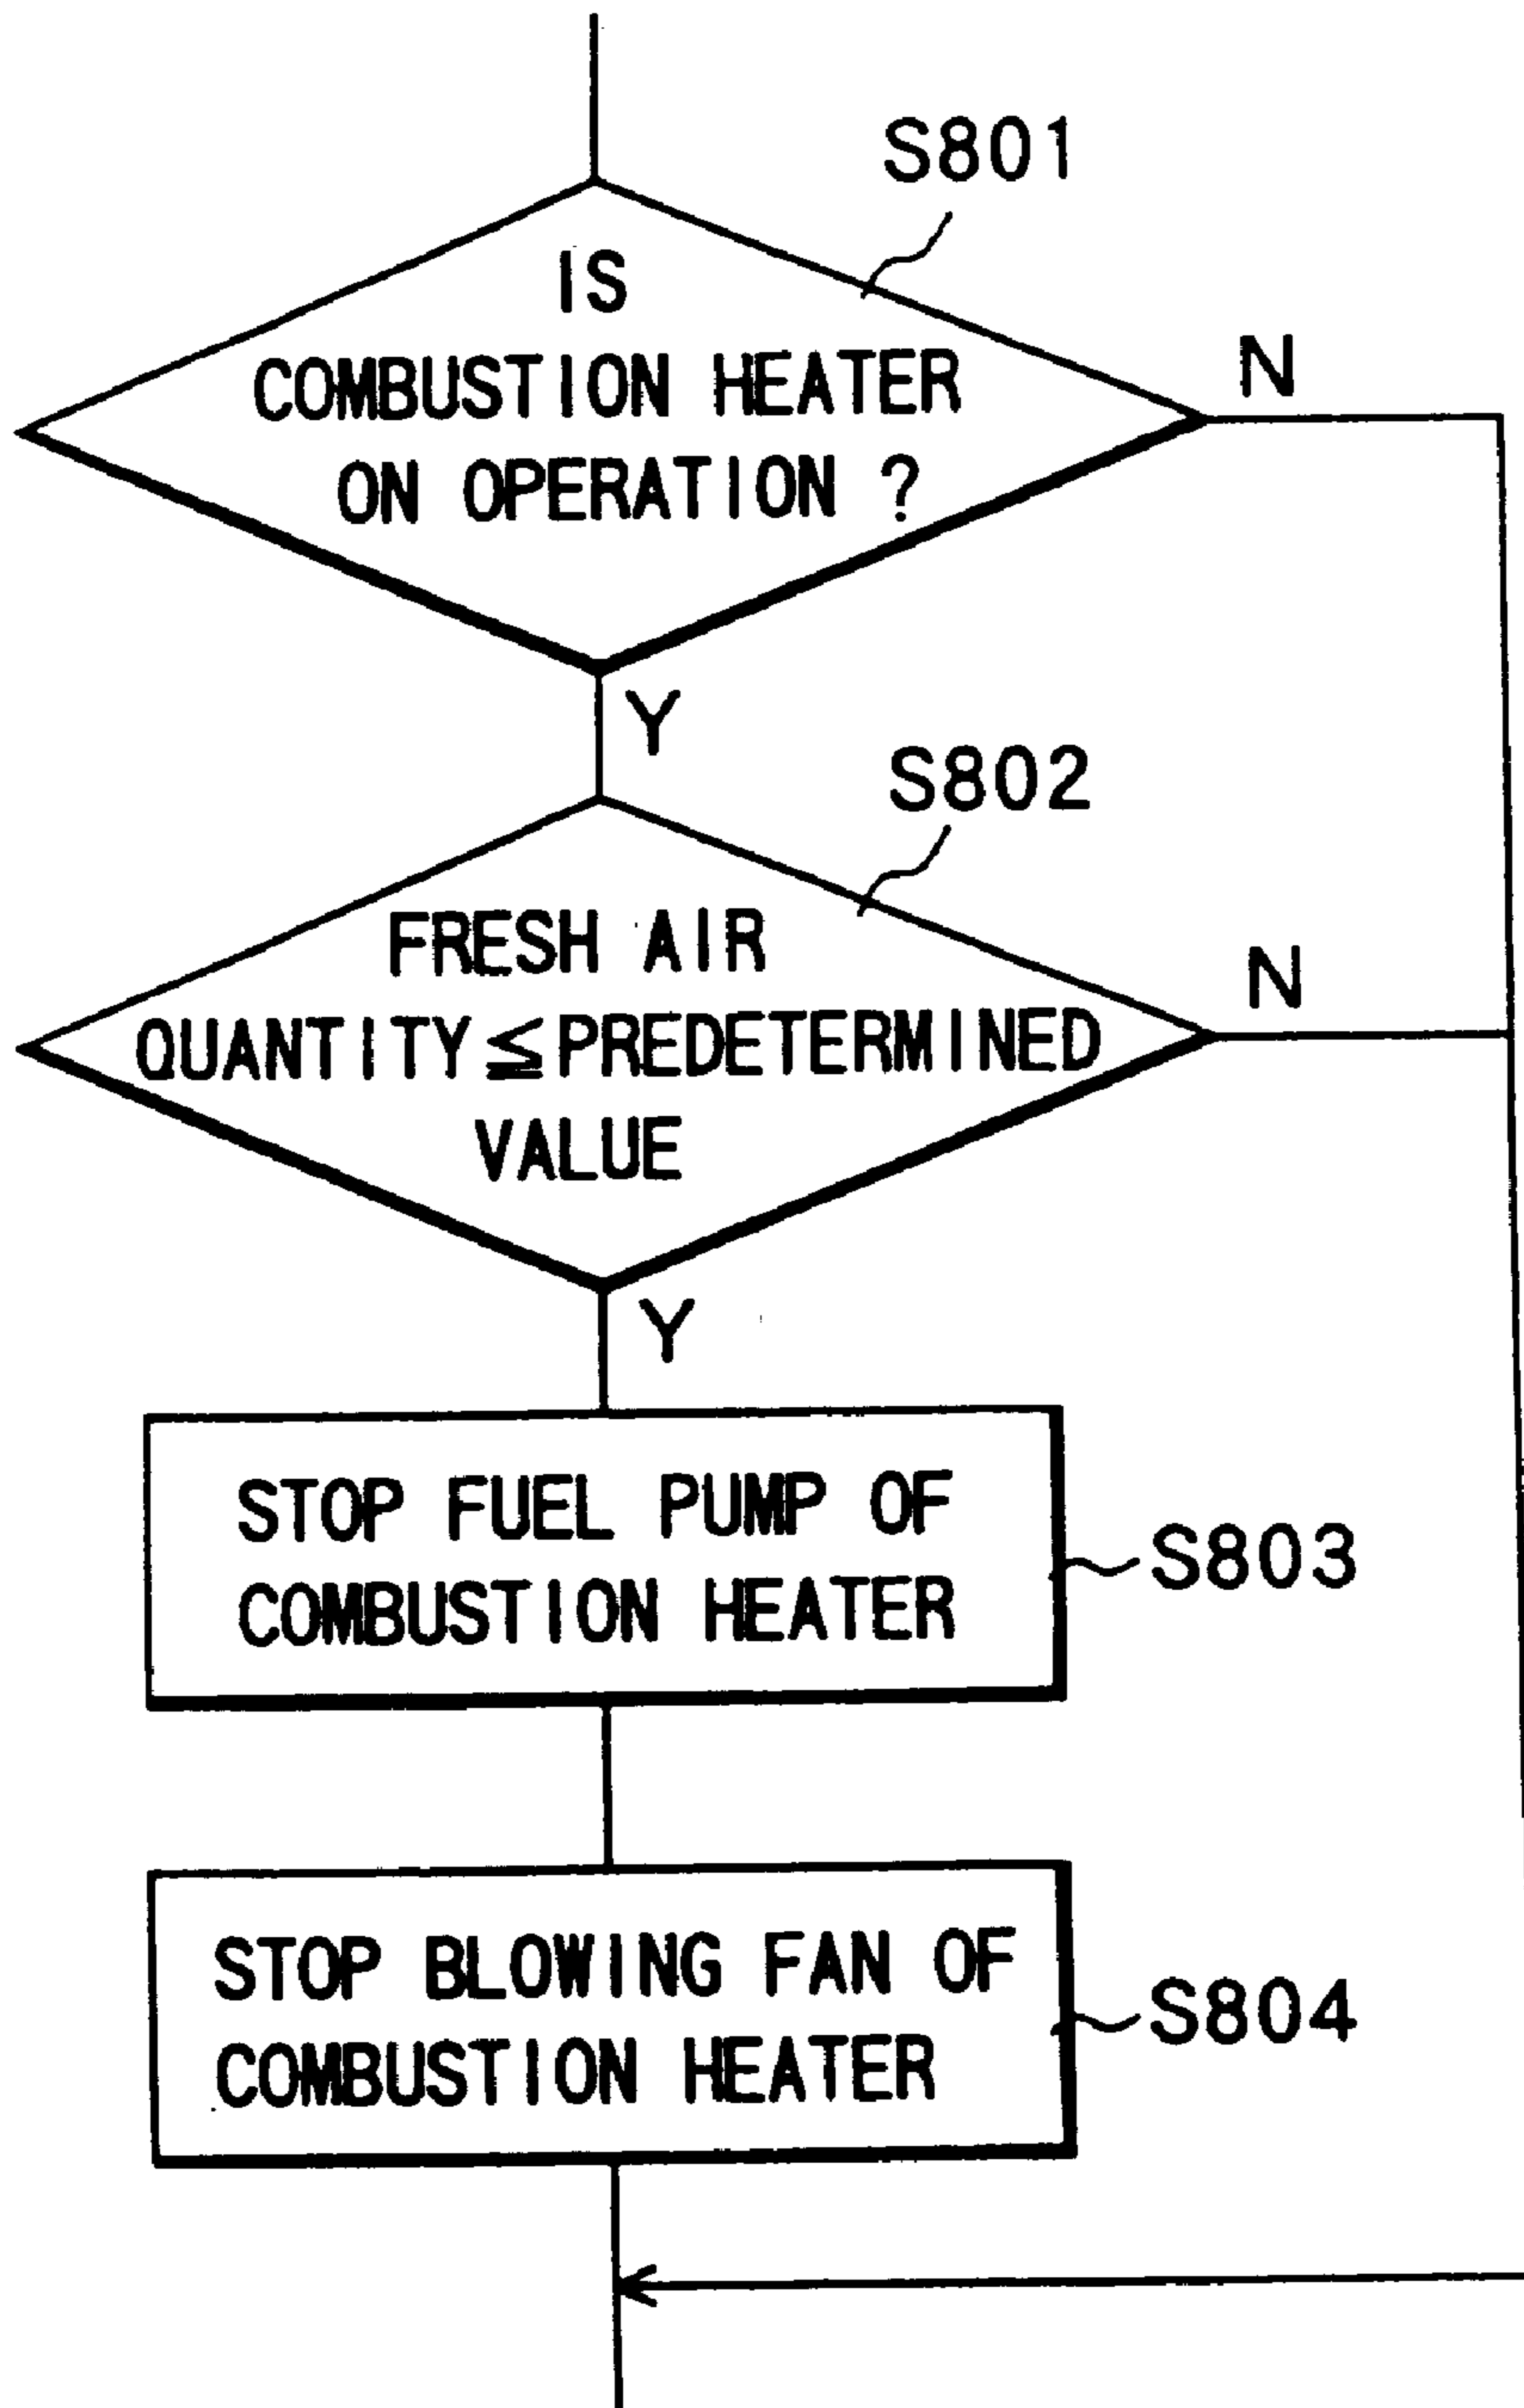 S801
IS
COMBUSTION HEATER
ON OPERATION ?
N
Y
S802
FRESH AIR
QUANTITY≦PREDETERMINED
VALUE
N
Y
STOP FUEL PUMP OF
COMBUSTION HEATER
S803
STOP BLOWING FAN OF
COMBUSTION HEATER
S804